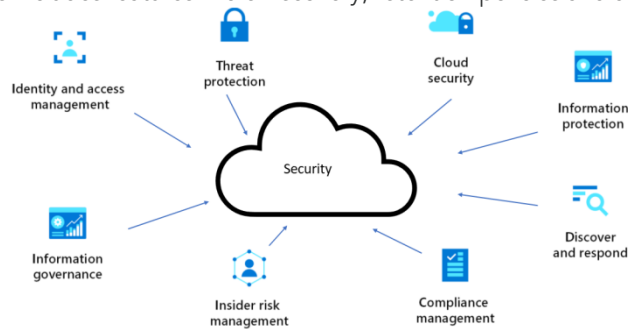 Threat
protection
Cloud
security
Identity and access
management
Information
protection
Security
Information
governance
Discover
and respond
Insider risk
management
Compliance
management